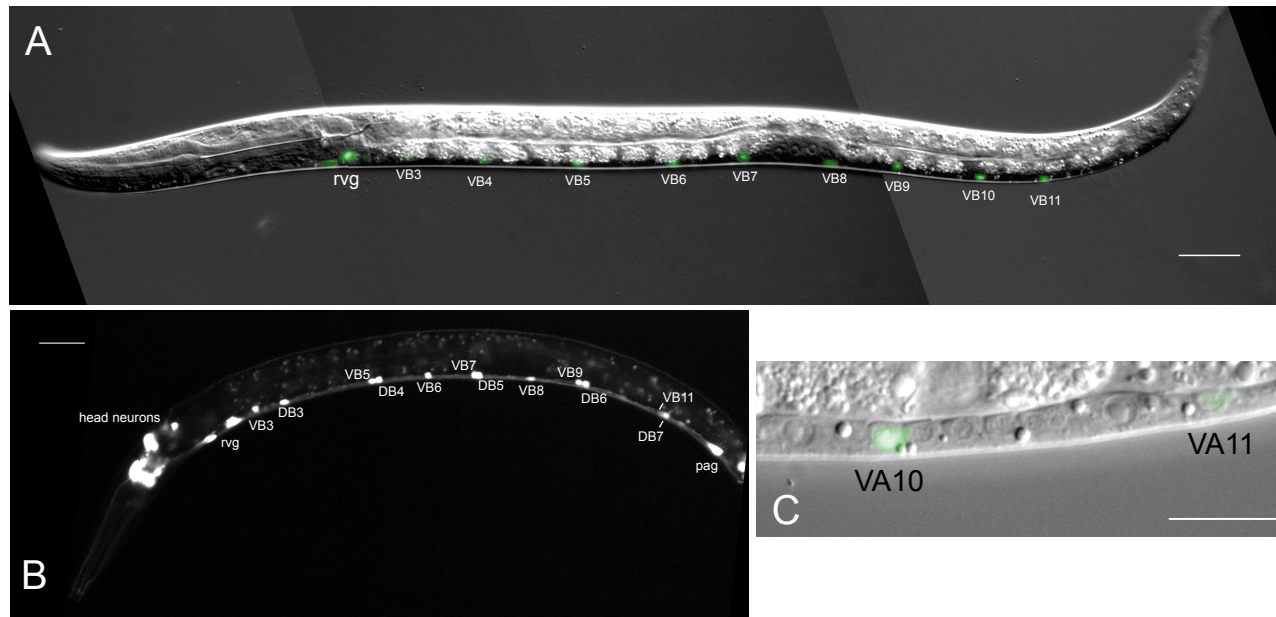 A
rvg
VB3
VB4
VB5
VB6
VB7
VB8
VB9
VB10
VB11
head neurons
rvg
VB3
DB3
VB5
DB4
VB6
VB7
DB5
VB8
VB9
DB6
VB11
DB7
pag
B
VA10
VA11
C